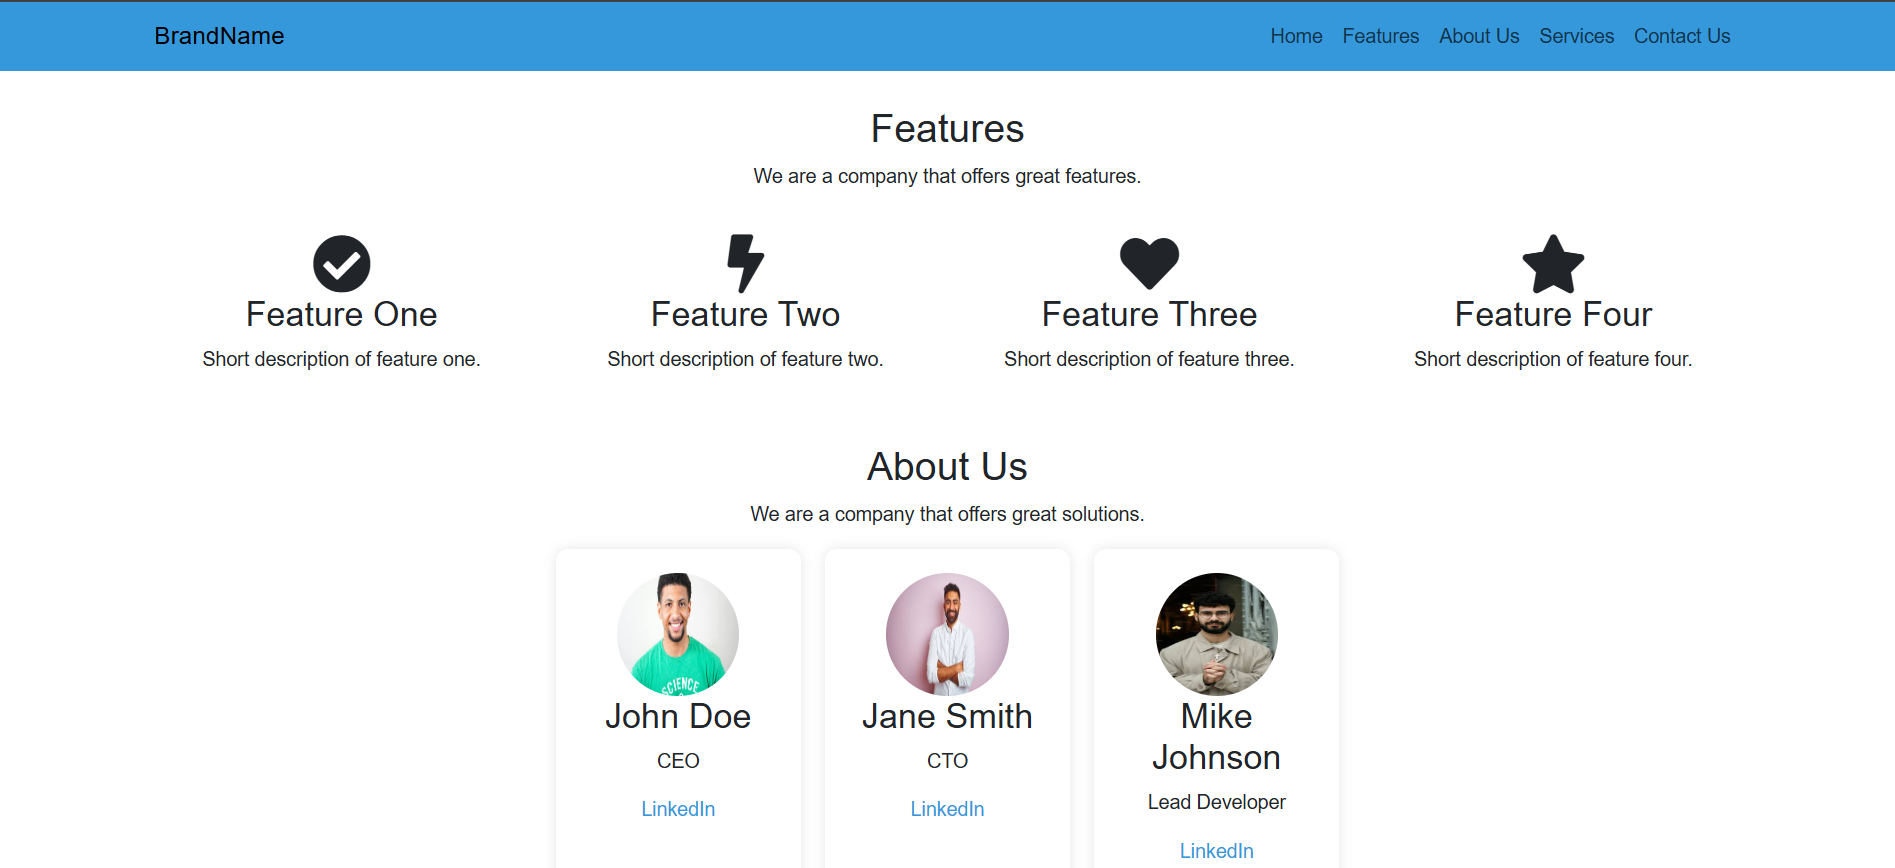 BrandName
Home Features About Us Services Contact Us
Features
We are a company that offers great features.
Feature One
Short description of feature one.
Feature Two
Short description of feature two.
Feature Three
Short description of feature three.
Feature Four
Short description of feature four.
About Us
We are a company that offers great solutions.
SCIENCE
John Doe
CEO
LinkedIn
Jane Smith
CTO
LinkedIn
Mike
Johnson
Lead Developer
LinkedIn